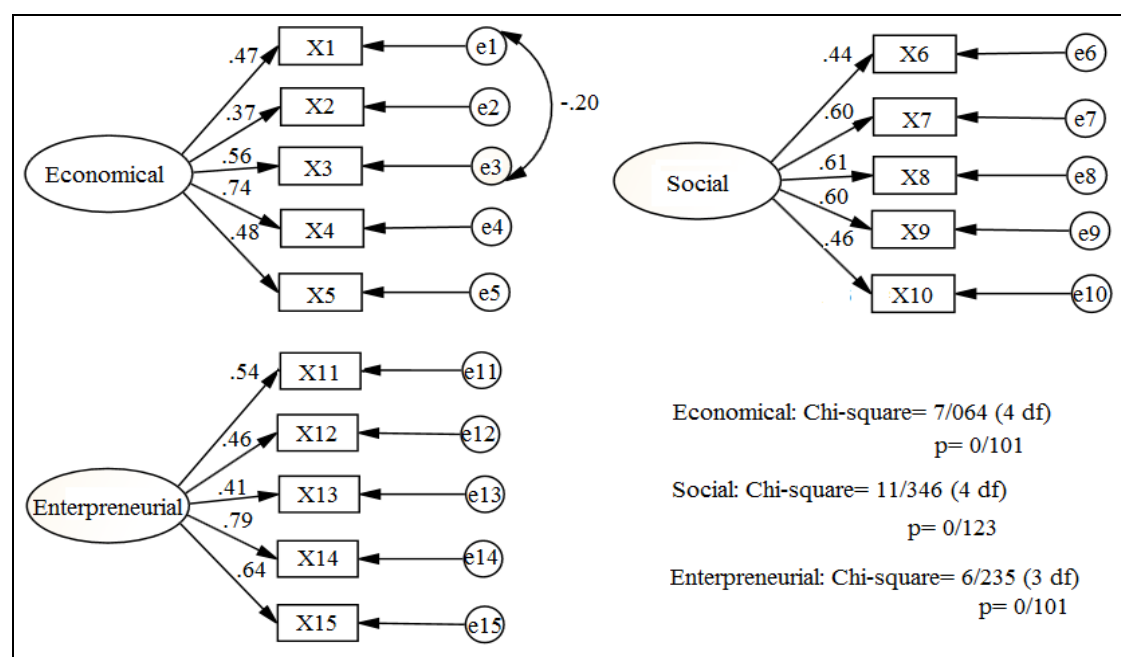 .47
X1
e1
.37
X2
e2
-.20
Economical
.56
X3
e3
.74
X4
e4
.48
X5
e5
.44
X6
e6
.60
X7
e7
Social
.61
X8
e8
.60
X9
e9
.46
X10
e10
.54
X11
e11
.46
X12
e12
Enterpreneurial
.41
X13
e13
.79
X14
e14
.64
X15
e15
Economical: Chi-square= 7/064 (4 df)
p= 0/101
Social: Chi-square= 11/346 (4 df)
p= 0/123
Enterpreneurial: Chi-square= 6/235 (3 df)
p= 0/101